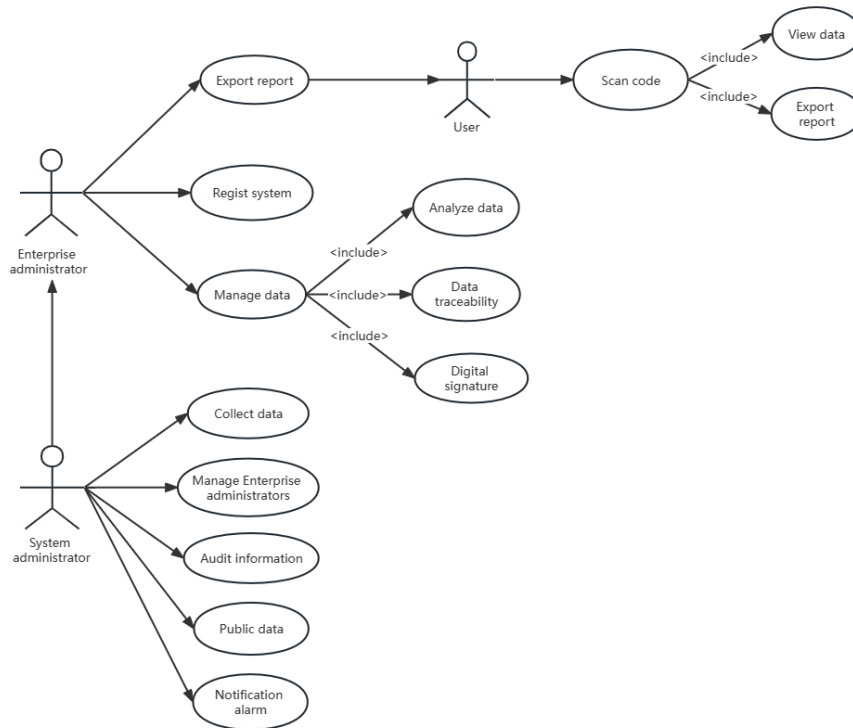 View data
<include>
Export report
Scan code
<include>
Export
report
User
Enterprise
administrator
Regist system
Analyze data
<include>
Manage data
<include>
Data
traceability
<include>
Digital
signature
Collect data
System
administrator
Manage Enterprise
administrators
Audit information
Public data
Notification
alarm